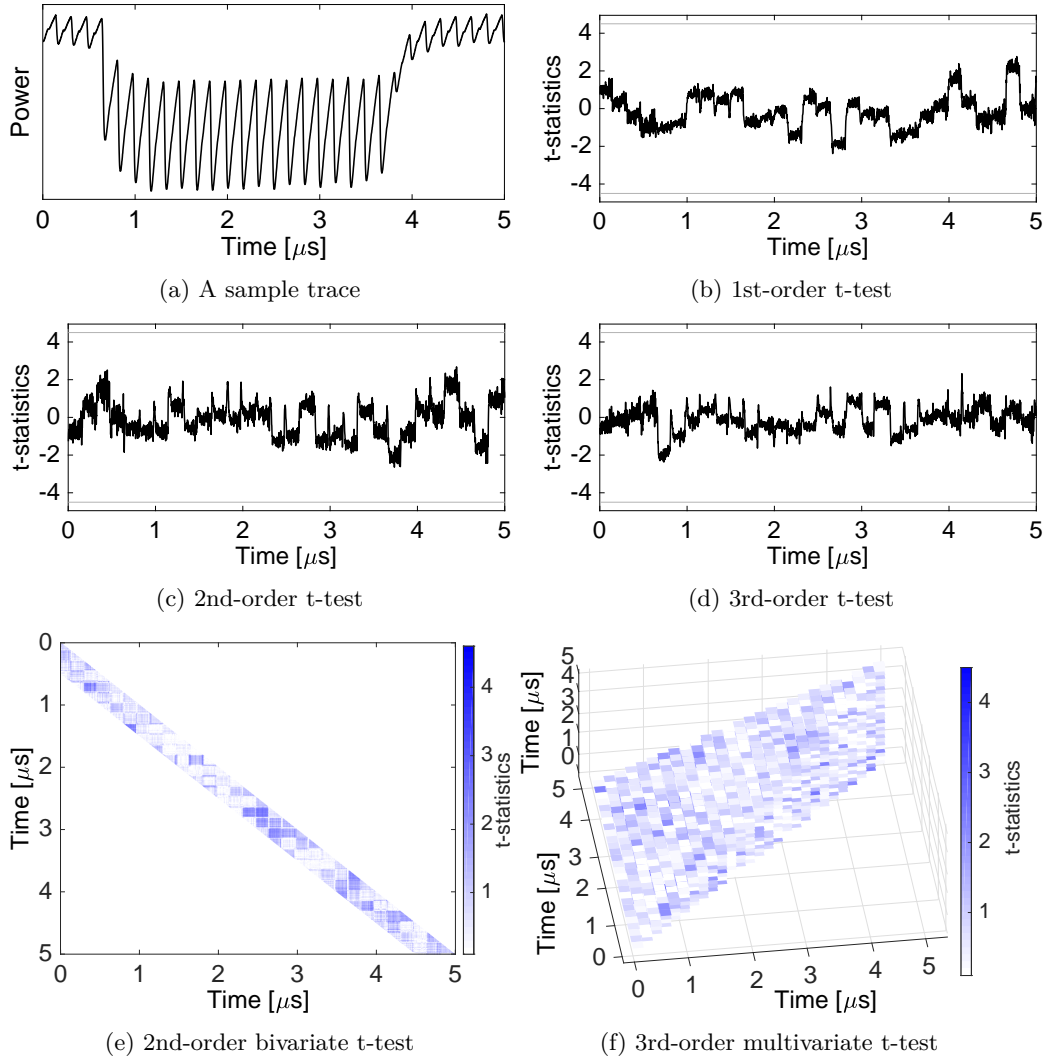 Power
0 1 2 3 4 5
Time [μs]
(a) A sample trace
t-statistics
4
2
0
-2
-4
0 1 2 3 4 5
Time [μs]
(b) 1st-order t-test
t-statistics
4
2
0
-2
-4
0 1 2 3 4 5
Time [μs]
(c) 2nd-order t-test
t-statistics
4
2
0
-2
-4
0 1 2 3 4 5
Time [μs]
(d) 3rd-order t-test
Time [μs]
0
1
2
3
4
5
0 1 2 3 4 5
Time [μs]
4
3
2
1
t-statistics
(e) 2nd-order bivariate t-test
Time [μs]
5
4
3
2
1
0
Time [μs]
5
4
3
2
1
0
0 1 2 3 4 5
Time [μs]
4
3
2
1
t-statistics
(f) 3rd-order multivariate t-test